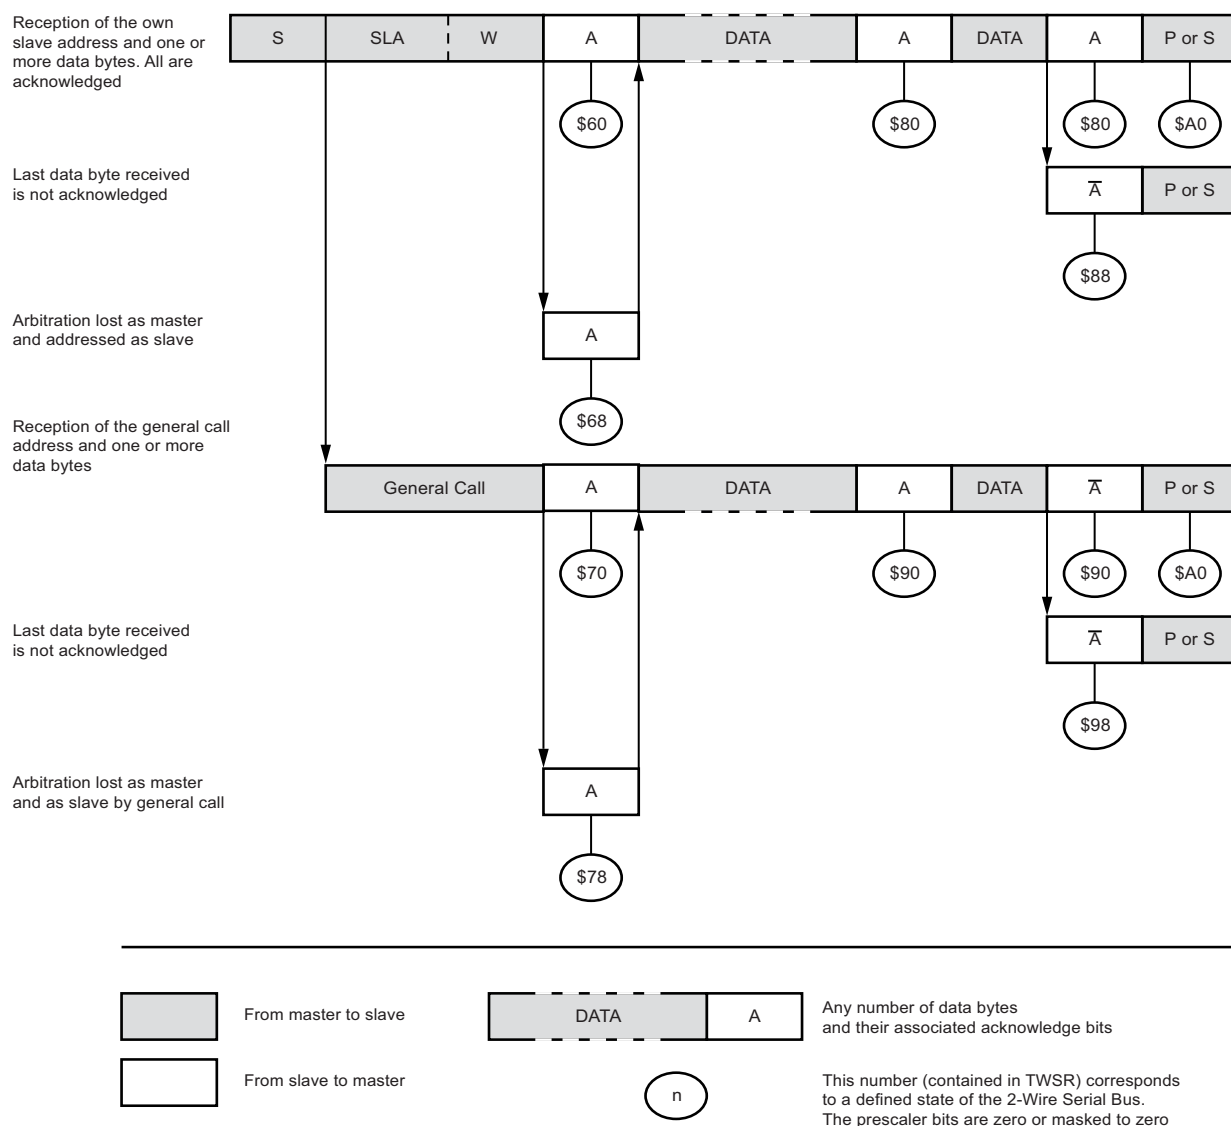 Reception of the own
slave address and one or
more data bytes. All are
acknowledged
S SLA W A DATA A DATA A P or S
$60 $80 $80 $A0
Last data byte received
is not acknowledged
A̅ P or S
$88
Arbitration lost as master
and addressed as slave
A
$68
Reception of the general call
address and one or more
data bytes
General Call A DATA A DATA A̅ P or S
$70 $90 $90 $A0
Last data byte received
is not acknowledged
A̅ P or S
$98
Arbitration lost as master
and as slave by general call
A
$78
From master to slave
DATA A
Any number of data bytes
and their associated acknowledge bits
From slave to master
n
This number (contained in TWSR) corresponds
to a defined state of the 2-Wire Serial Bus.
The prescaler bits are zero or masked to zero